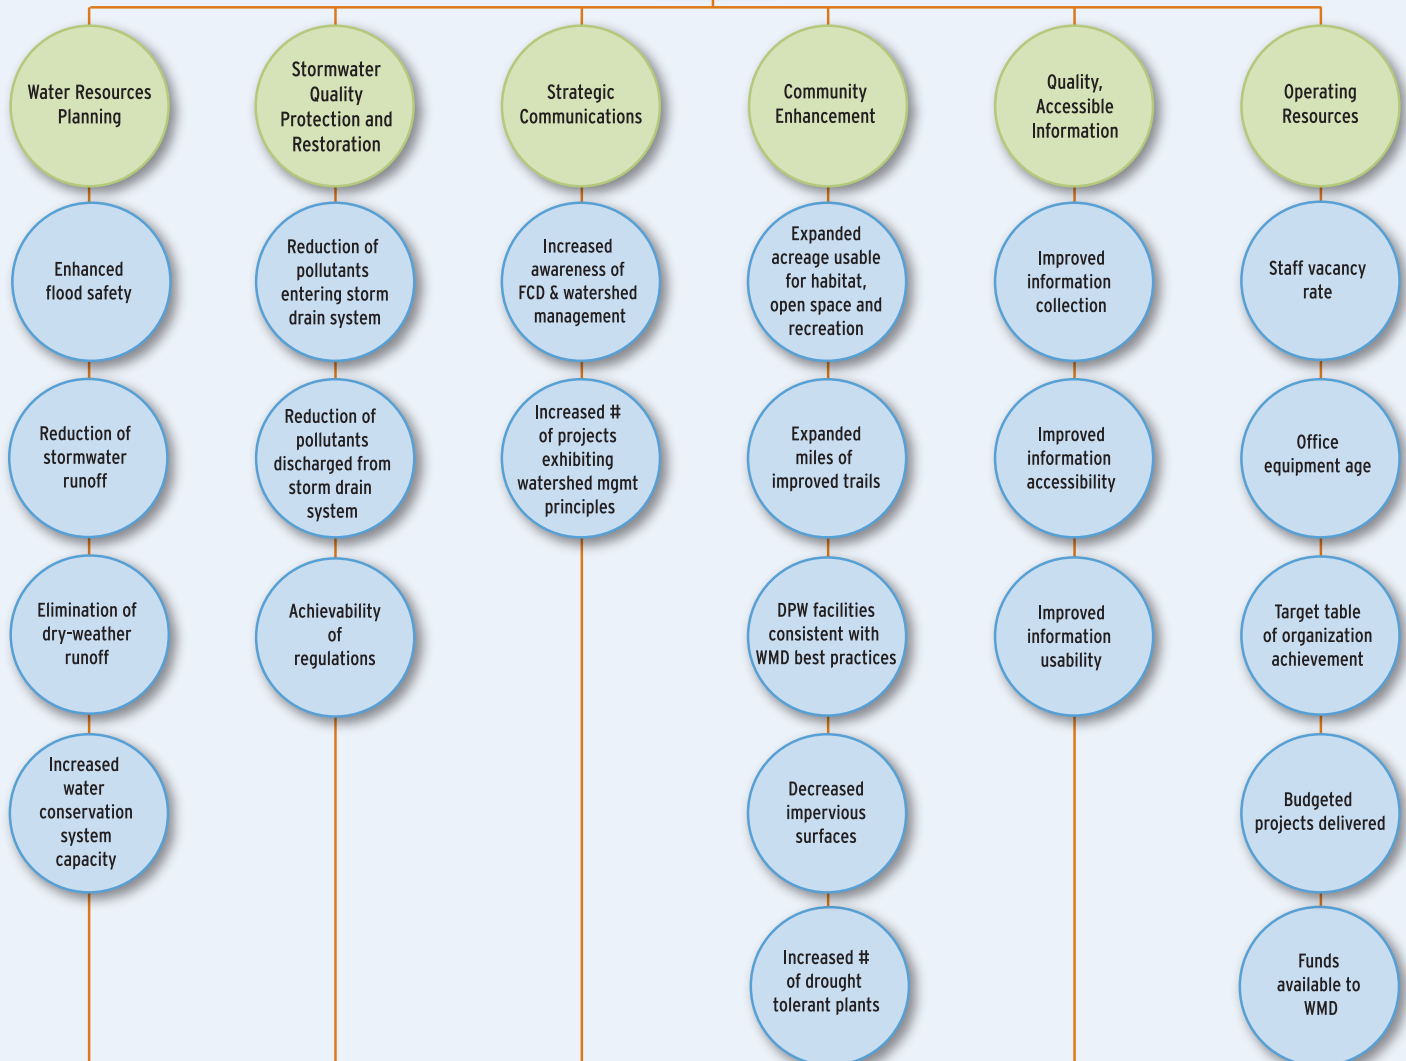 Water Resources
Planning
Stormwater
Quality
Protection and
Restoration
Strategic
Communications
Community
Enhancement
Quality,
Accessible
Information
Operating
Resources
Enhanced
flood safety
Reduction of
pollutants
entering storm
drain system
Increased
awareness of
FCD & watershed
management
Expanded
acreage usable
for habitat,
open space and
recreation
Improved
information
collection
Staff vacancy
rate
Reduction of
stormwater
runoff
Reduction of
pollutants
discharged from
storm drain
system
Increased #
of projects
exhibiting
watershed mgmt
principles
Expanded
miles of
improved trails
Improved
information
accessibility
Office
equipment age
Elimination of
dry-weather
runoff
Achievability
of
regulations
DPW facilities
consistent with
WMD best practices
Improved
information
usability
Target table
of organization
achievement
Increased
water
conservation
system
capacity
Decreased
impervious
surfaces
Budgeted
projects delivered
Increased #
of drought
tolerant plants
Funds
available to
WMD